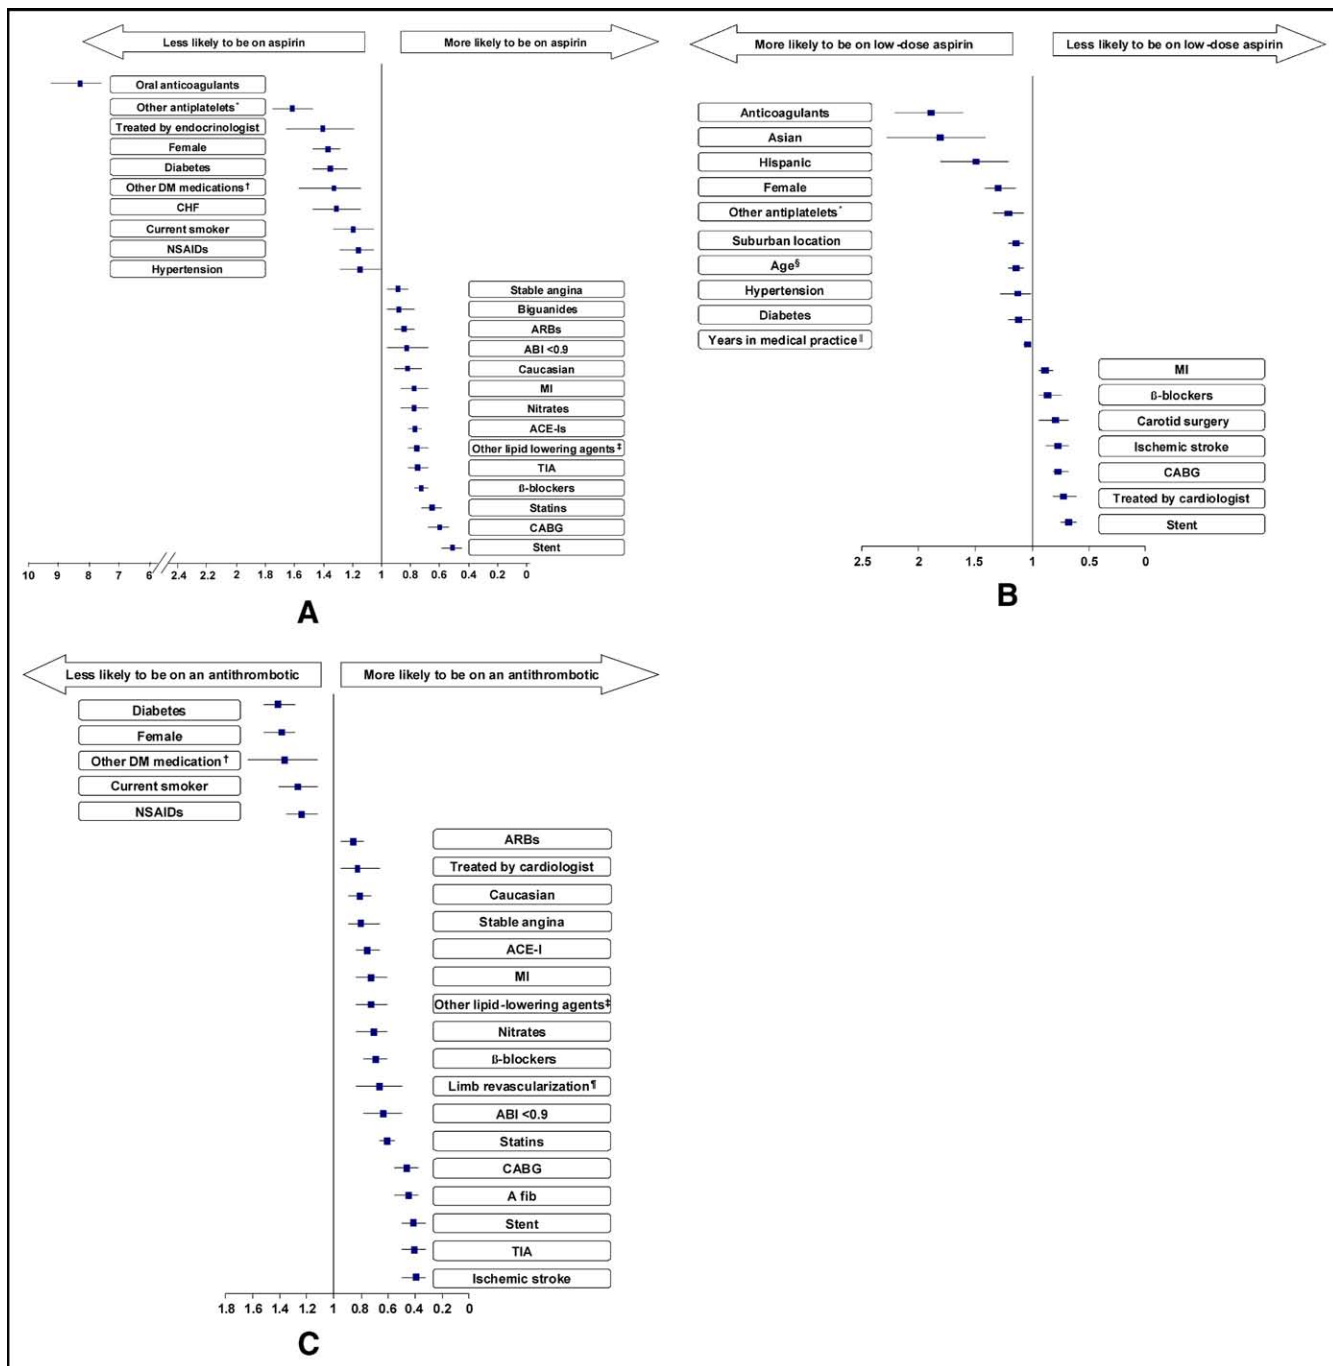 Less likely to be on aspirin
More likely to be on aspirin
Oral anticoagulants
Other antiplatelets*
Treated by endocrinologist
Female
Diabetes
Other DM medications†
CHF
Current smoker
NSAIDs
Hypertension
Stable angina
Biguanides
ARBs
ABI <0.9
Caucasian
MI
Nitrates
ACE-Is
Other lipid lowering agents‡
TIA
ß-blockers
Statins
CABG
Stent
10 9 8 7 6 2.4 2 1.8 1.6 1.4 1.2 1 0.8 0.6 0.4 0.2 0
A
More likely to be on low-dose aspirin
Less likely to be on low-dose aspirin
Anticoagulants
Asian
Hispanic
Female
Other antiplatelets*
Suburban location
Age§
Hypertension
Diabetes
Years in medical practice‖
MI
ß-blockers
Carotid surgery
Ischemic stroke
CABG
Treated by cardiologist
Stent
2.5 2 1.5 1 0.5 0
B
Less likely to be on an antithrombotic
More likely to be on an antithrombotic
Diabetes
Female
Other DM medication†
Current smoker
NSAIDs
ARBs
Treated by cardiologist
Caucasian
Stable angina
ACE-I
MI
Other lipid-lowering agents‡
Nitrates
ß-blockers
Limb revascularization¶
ABI <0.9
Statins
CABG
A fib
Stent
TIA
Ischemic stroke
1.8 1.6 1.4 1.2 1 0.8 0.6 0.4 0.2 0
C